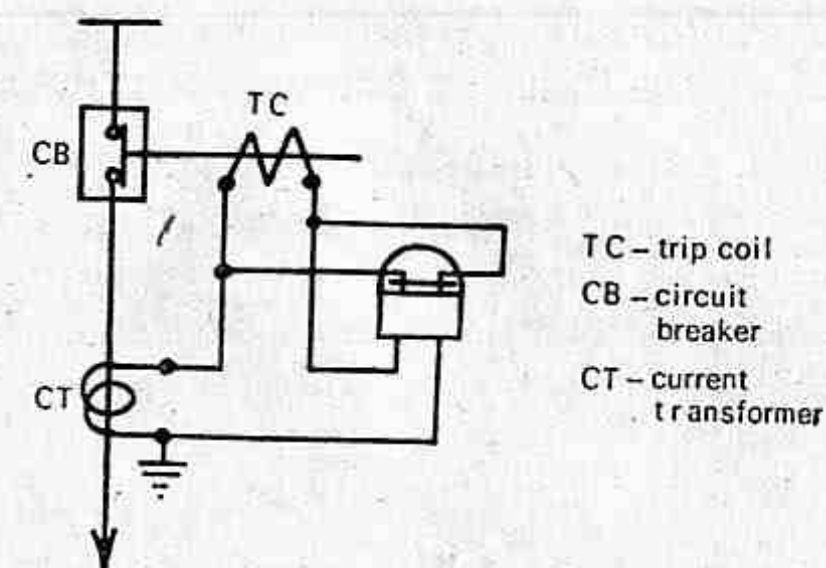 TC
CB
TC – trip coil
CB – circuit
breaker
CT
CT – current
transformer